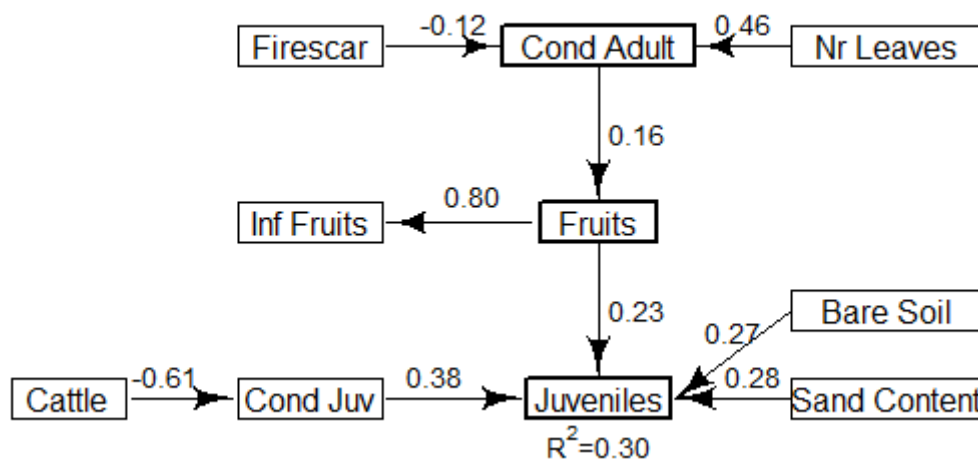 Firescar
-0.12
Cond Adult
0.46
Nr Leaves
0.16
Inf Fruits
0.80
Fruits
0.23
Bare Soil
0.27
Cattle
-0.61
Cond Juv
0.38
Juveniles
0.28
Sand Content
R²=0.30